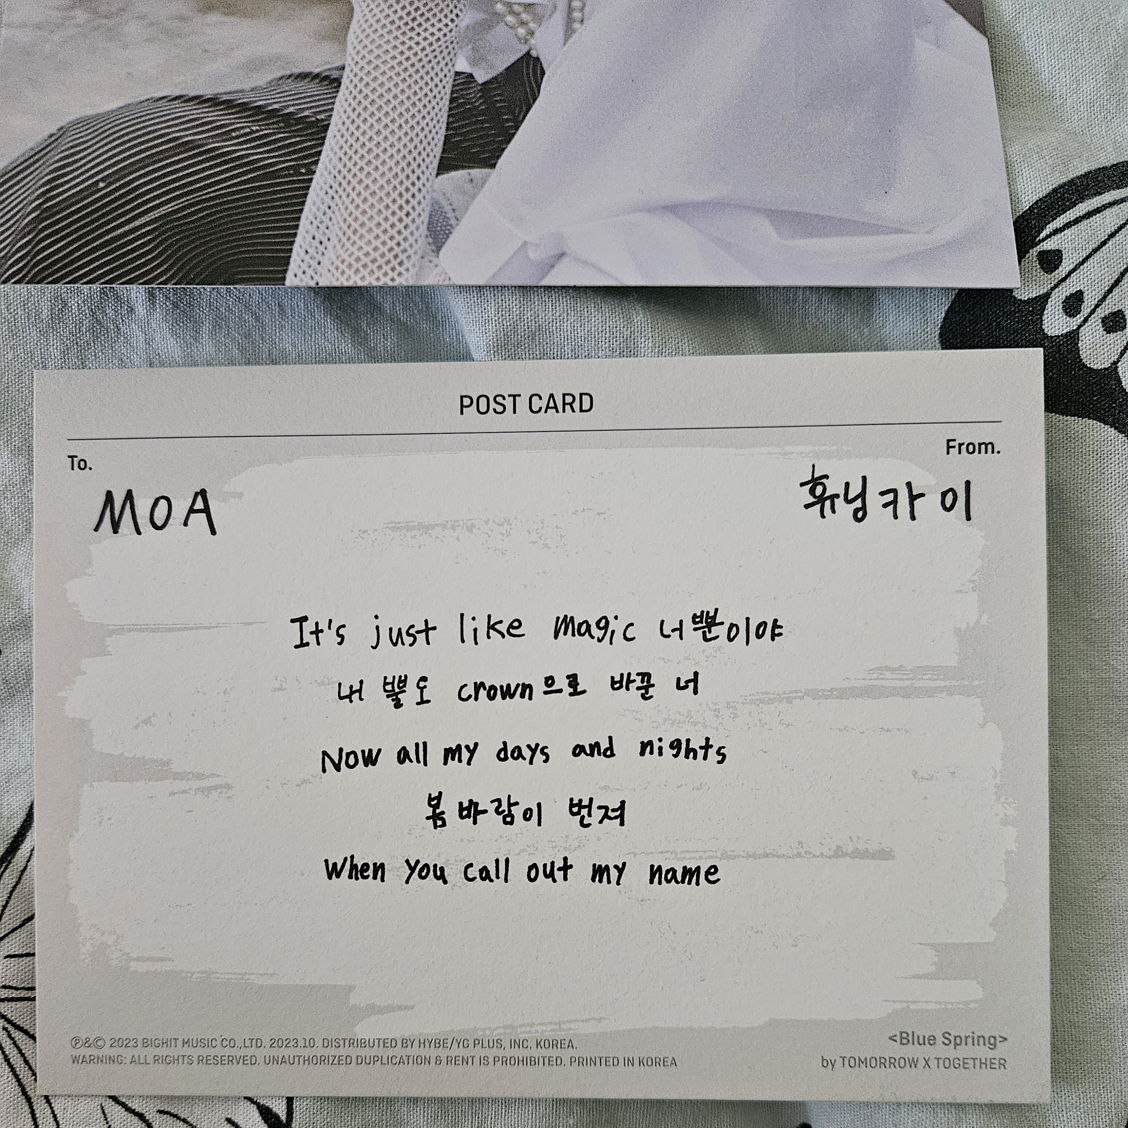 POST CARD
To.
From.
MOA
휴닝카이
It's just like magic 너뿐이야
내 뿔도 crown으로 바꾼 너
Now all my days and nights
봄바람이 번져
When you call out my name
Ⓟ&© 2023 BIGHIT MUSIC CO.,LTD. 2023.10. DISTRIBUTED BY HYBE/YG PLUS, INC. KOREA.
WARNING: ALL RIGHTS RESERVED. UNAUTHORIZED DUPLICATION & RENT IS PROHIBITED. PRINTED IN KOREA
<Blue Spring>
by TOMORROW X TOGETHER